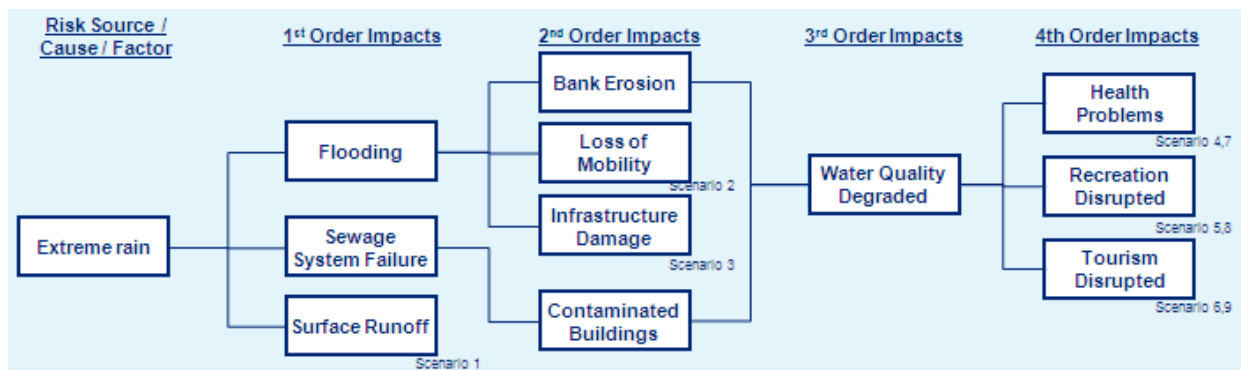 Risk Source /
Cause / Factor
1st Order Impacts
2nd Order Impacts
3rd Order Impacts
4th Order Impacts
Extreme rain
Flooding
Sewage
System Failure
Surface Runoff
Scenario 1
Bank Erosion
Loss of
Mobility
Scenario 2
Infrastructure
Damage
Scenario 3
Contaminated
Buildings
Water Quality
Degraded
Health
Problems
Scenario 4,7
Recreation
Disrupted
Scenario 5,8
Tourism
Disrupted
Scenario 6,9